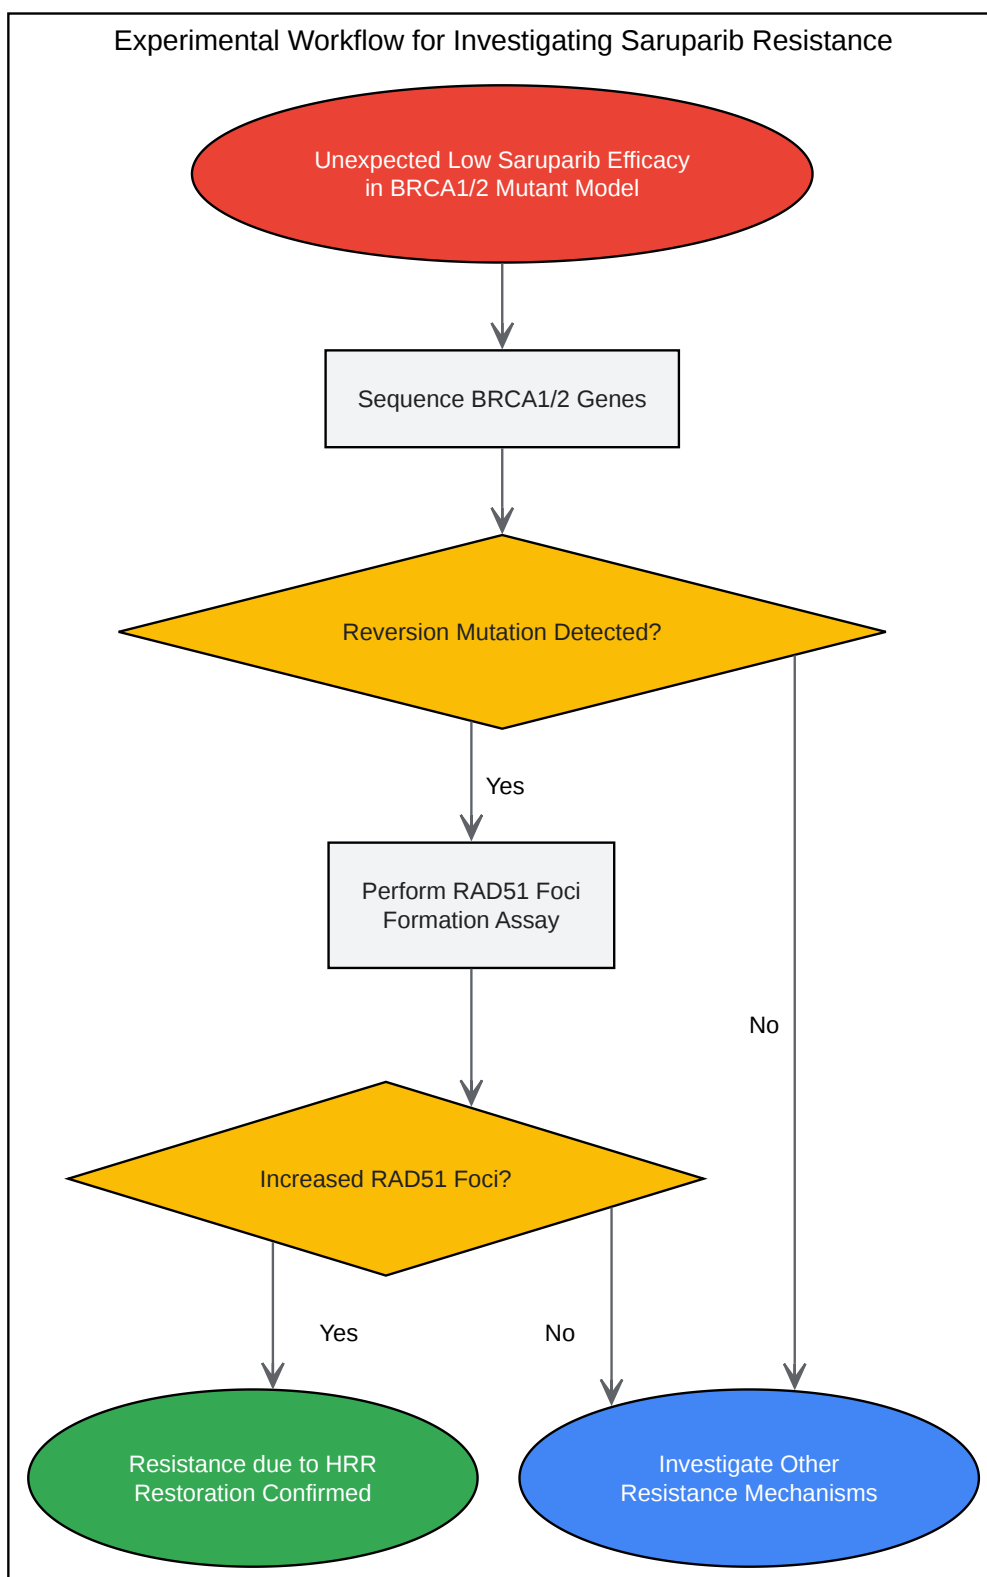 Experimental Workflow for Investigating Saruparib Resistance
Unexpected Low Saruparib Efficacy
in BRCA1/2 Mutant Model
Sequence BRCA1/2 Genes
Reversion Mutation Detected?
Yes
Perform RAD51 Foci
Formation Assay
No
Increased RAD51 Foci?
Yes
No
Resistance due to HRR
Restoration Confirmed
Investigate Other
Resistance Mechanisms